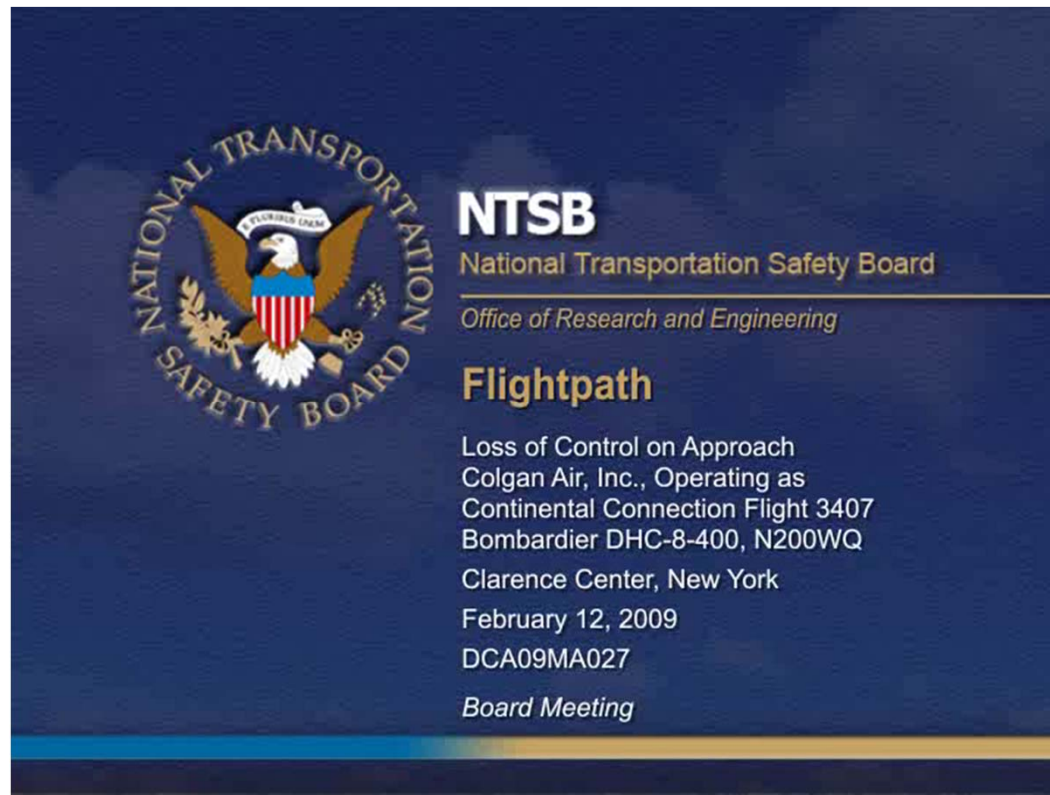 NATIONAL TRANSPORTATION
SAFETY BOARD
E PLURIBUS UNUM
NTSB
National Transportation Safety Board
Office of Research and Engineering
Flightpath
Loss of Control on Approach
Colgan Air, Inc., Operating as
Continental Connection Flight 3407
Bombardier DHC-8-400, N200WQ
Clarence Center, New York
February 12, 2009
DCA09MA027
Board Meeting